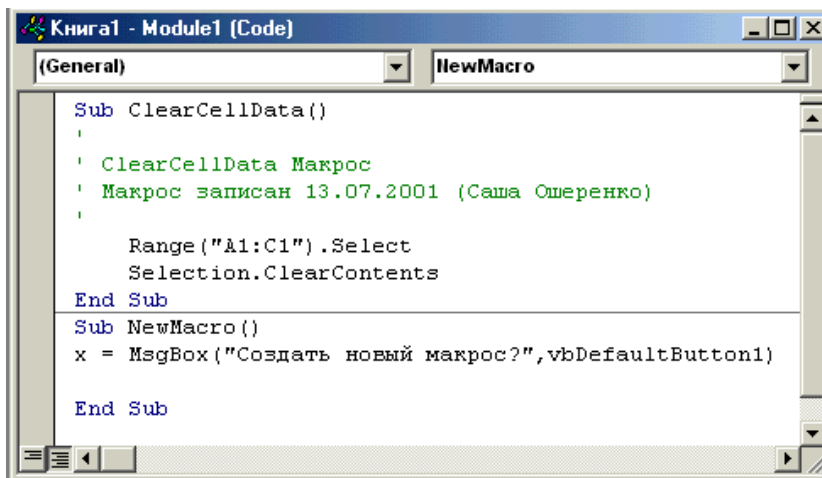 Книга1 - Module1 (Code)
(General) NewMacro
Sub ClearCellData()
'
' ClearCellData Макрос
' Макрос записан 13.07.2001 (Саша Ошеренко)
'
Range("A1:C1").Select
Selection.ClearContents
End Sub
Sub NewMacro()
x = MsgBox("Создать новый макрос?",vbDefaultButton1)
End Sub